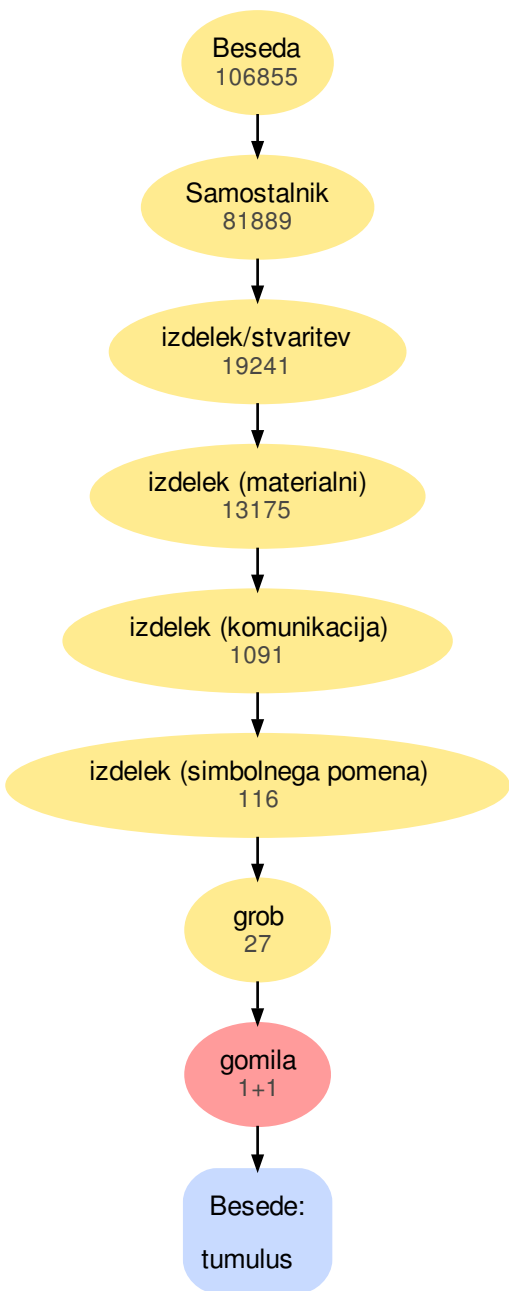 Beseda
106855
Samostalnik
81889
izdelek/stvaritev
19241
izdelek (materialni)
13175
izdelek (komunikacija)
1091
izdelek (simbolnega pomena)
116
grob
27
gomila
1+1
Besede:
tumulus